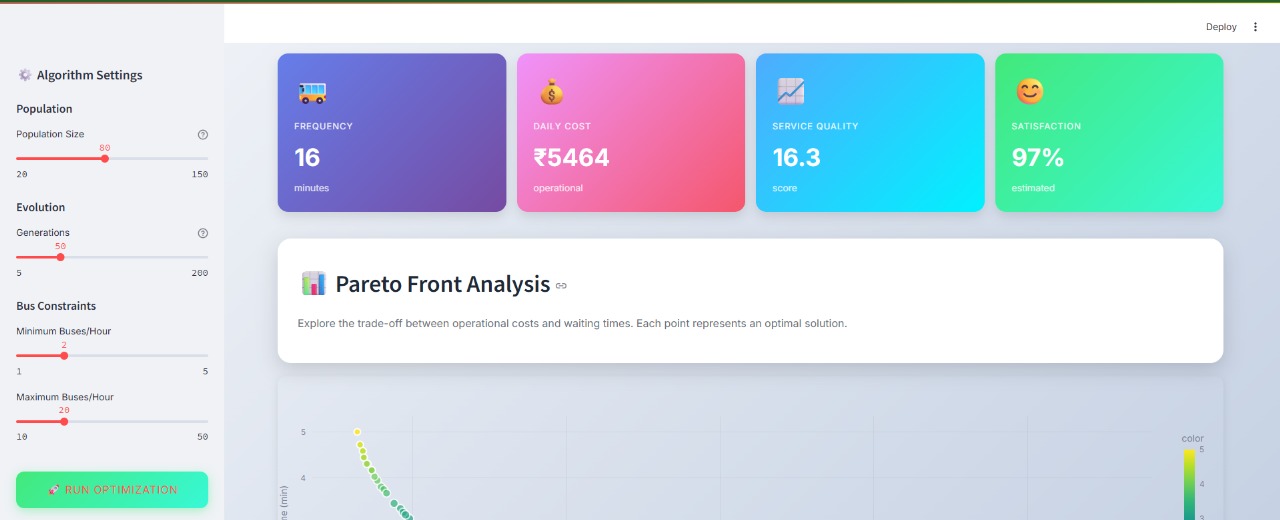 Deploy
Algorithm Settings
Population
Population Size
80
20 150
Evolution
Generations
50
5 200
Bus Constraints
Minimum Buses/Hour
2
1 5
Maximum Buses/Hour
20
10 50
RUN OPTIMIZATION
FREQUENCY
16
minutes
DAILY COST
₹5464
operational
SERVICE QUALITY
16.3
score
SATISFACTION
97%
estimated
Pareto Front Analysis
Explore the trade-off between operational costs and waiting times. Each point represents an optimal solution.
5
4
(min)
color
5
4